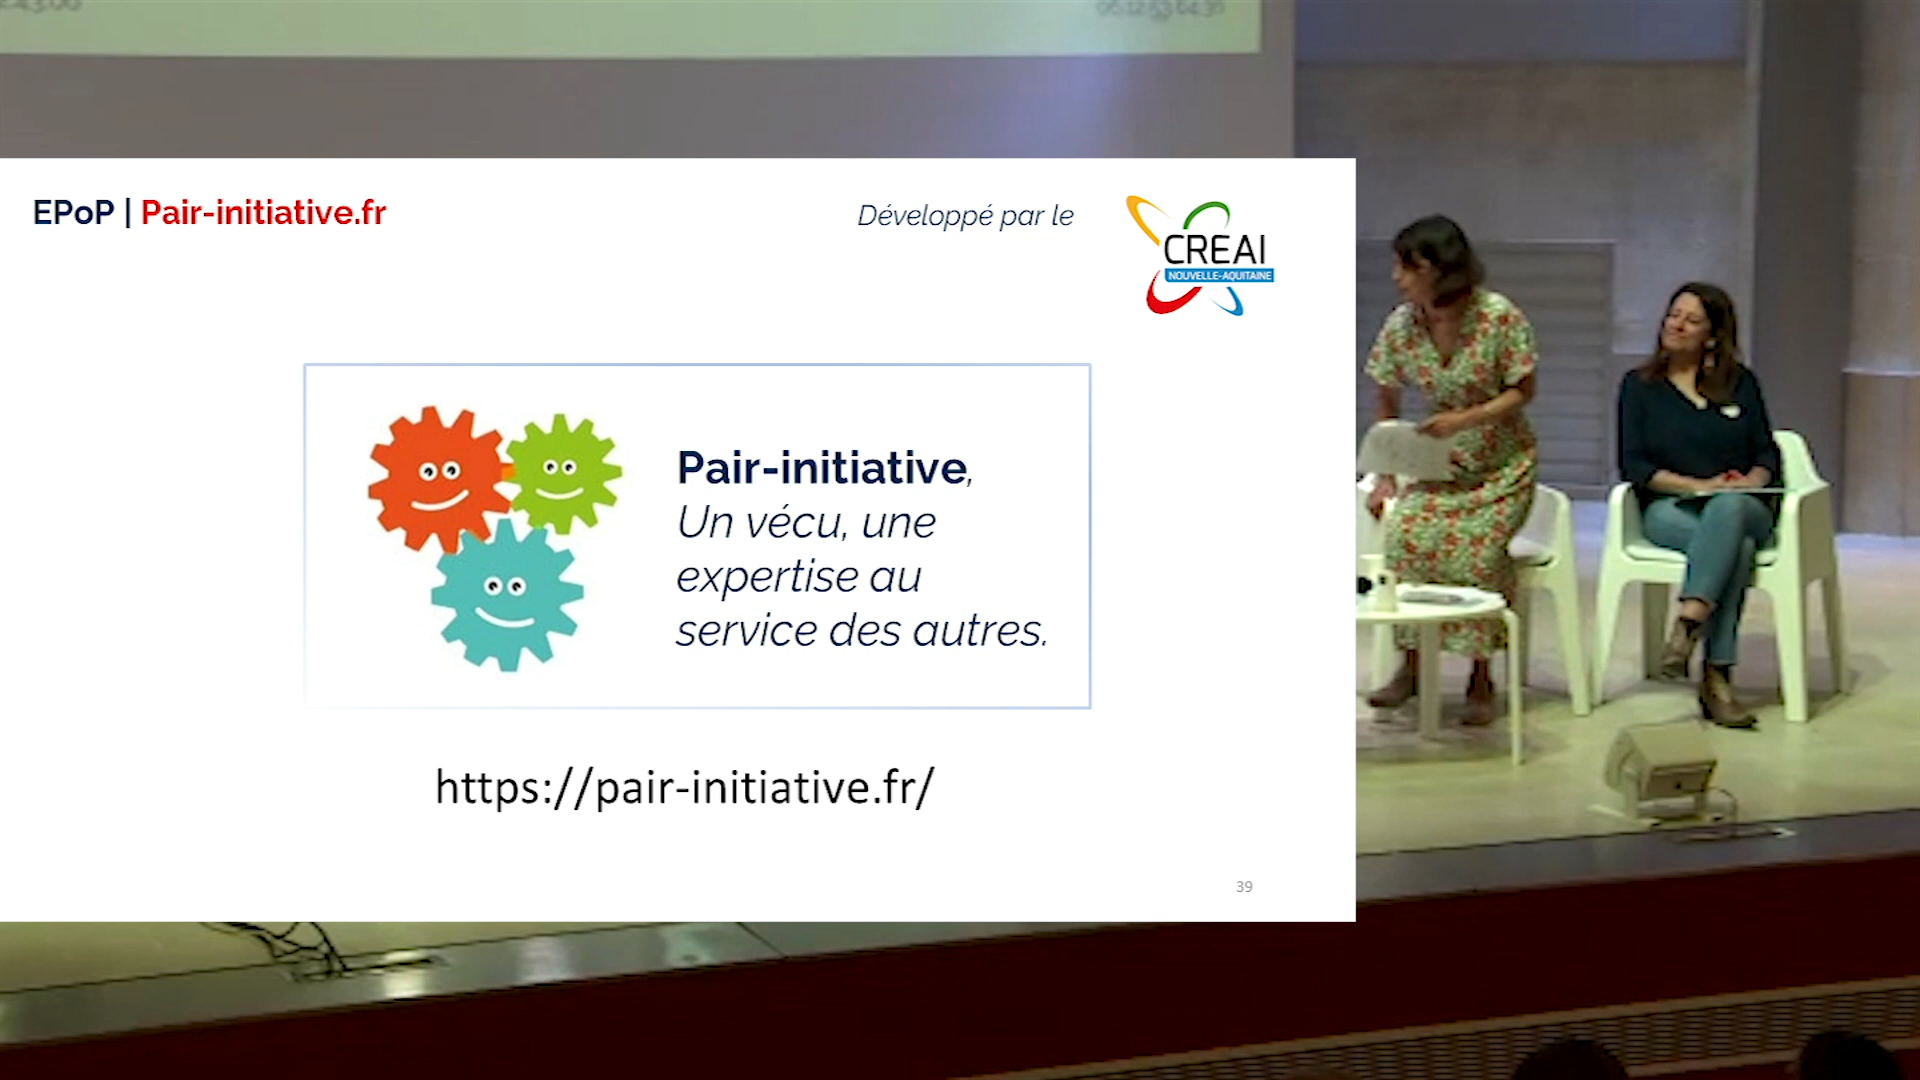 EPoP | Pair-initiative.fr
Développé par le
CREAI
NOUVELLE-AQUITAINE
Pair-initiative,
Un vécu, une
expertise au
service des autres.
https://pair-initiative.fr/
39